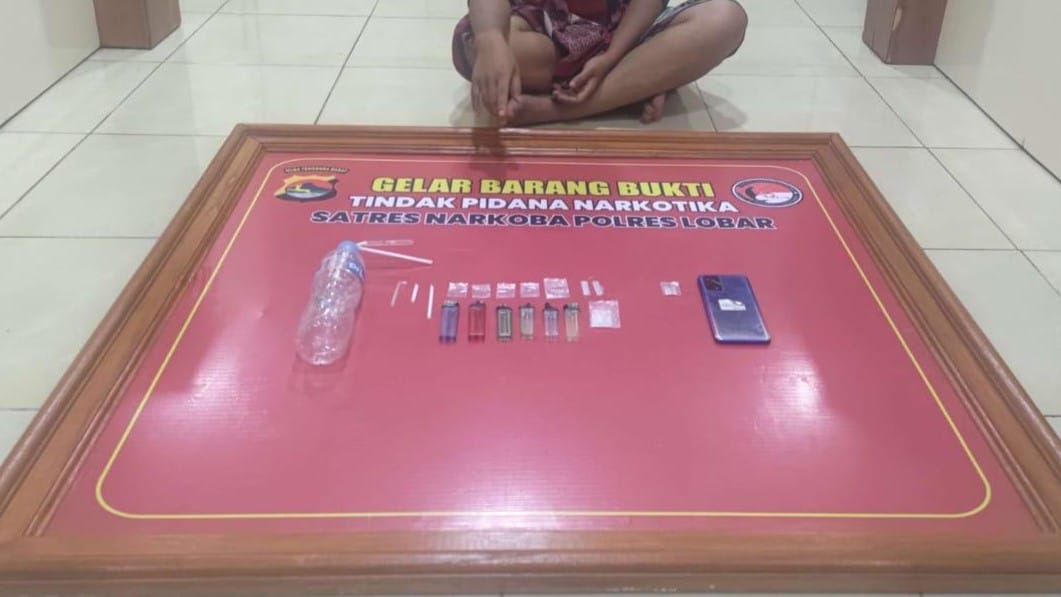 GELAR BARANG BUKTI
TINDAK PIDANA NARKOTIKA
SATRES NARKOBA POLRES LOBAR